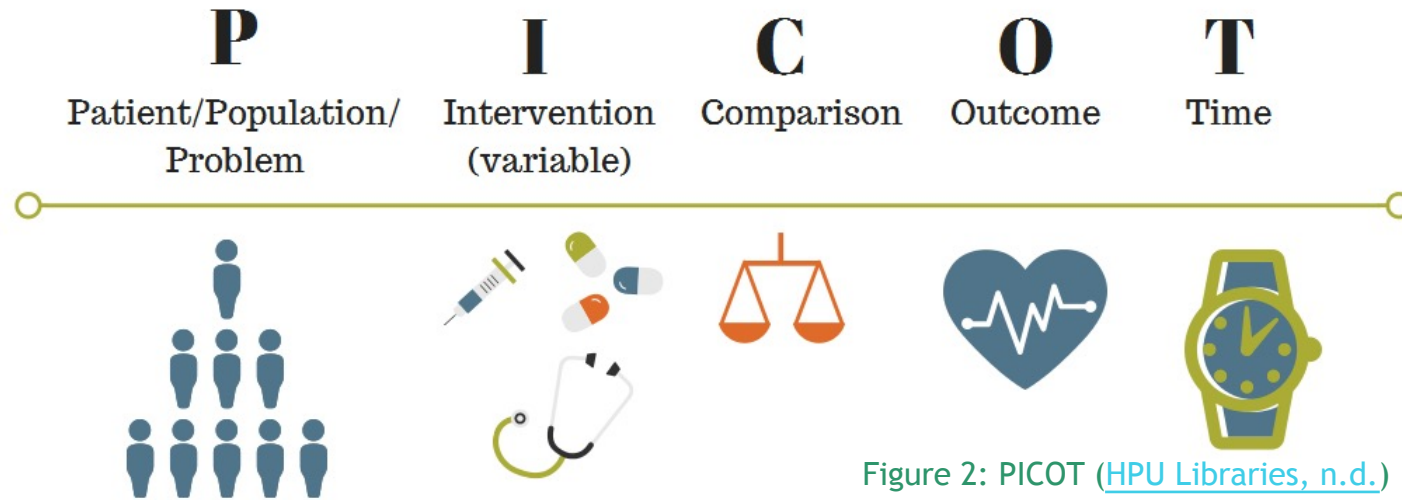 P I C O T
Patient/Population/ Intervention Comparison Outcome Time
Problem (variable)
Figure 2: PICOT (HPU Libraries, n.d.)